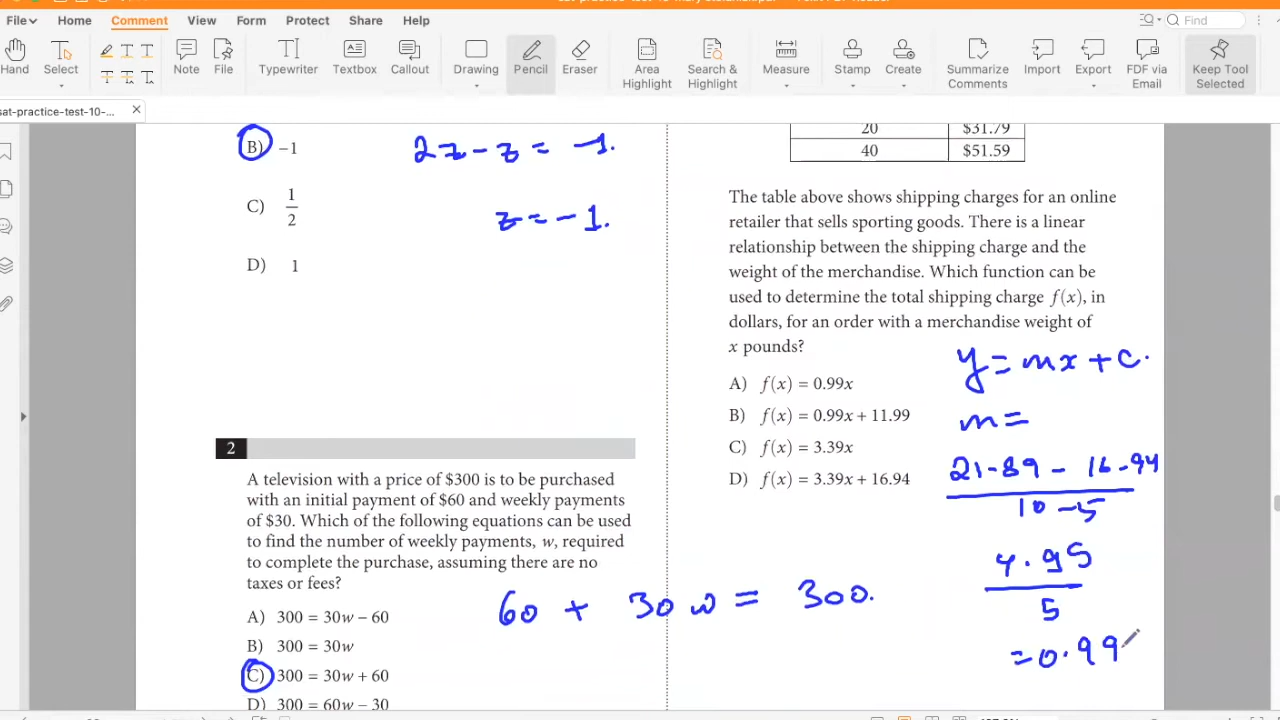 File View Form Protect Share Help
Home
Comment
Find
Hand Select Note File Typewriter Textbox Callout Drawing Pencil Eraser Area Highlight Search & Highlight Measure Stamp Create Summarize Comments Import Export PDF via Email Keep Tool Selected
sat-practice-test-10-...
B) −1
2z − z = −1.
C) 1/2
z = −1.
D) 1
2
A television with a price of $300 is to be purchased
with an initial payment of $60 and weekly payments
of $30. Which of the following equations can be used
to find the number of weekly payments, w, required
to complete the purchase, assuming there are no
taxes or fees?
60 + 30w = 300.
A) 300 = 30w − 60
B) 300 = 30w
C) 300 = 30w + 60
D) 300 = 60w − 30
20 $31.79
40 $51.59
The table above shows shipping charges for an online
retailer that sells sporting goods. There is a linear
relationship between the shipping charge and the
weight of the merchandise. Which function can be
used to determine the total shipping charge f(x), in
dollars, for an order with a merchandise weight of
x pounds?
A) f(x) = 0.99x
B) f(x) = 0.99x + 11.99
C) f(x) = 3.39x
D) f(x) = 3.39x + 16.94
y = mx + c.
m =
21.89 − 16.94
10 − 5
4.95
5
= 0.99